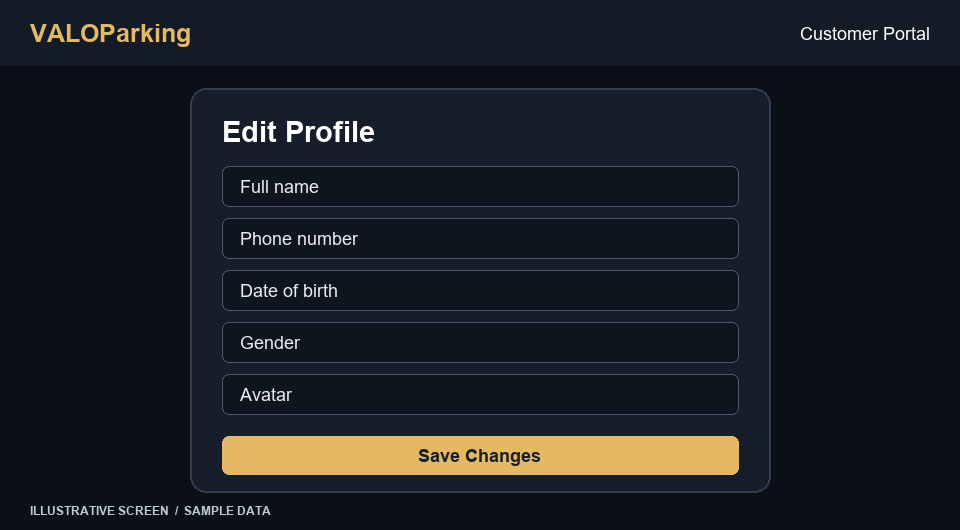 VALOParking
Customer Portal
Edit Profile
Full name
Phone number
Date of birth
Gender
Avatar
Save Changes
ILLUSTRATIVE SCREEN / SAMPLE DATA